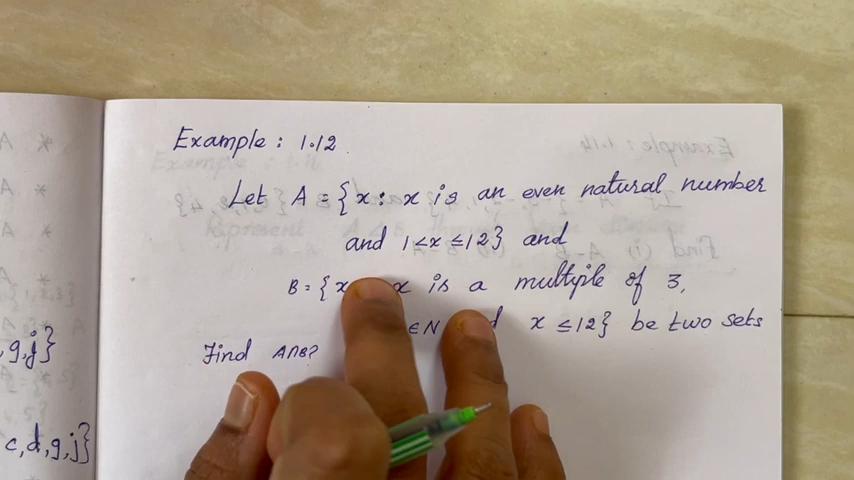 Example : 1.12
Let A = {x : x is an even natural number
and 1 < x ≤ 12} and
B = {x x is a multiple of 3,
∈ N d x ≤ 12} be two sets
Find A∩B?
, g, j}
c, d, g, j}